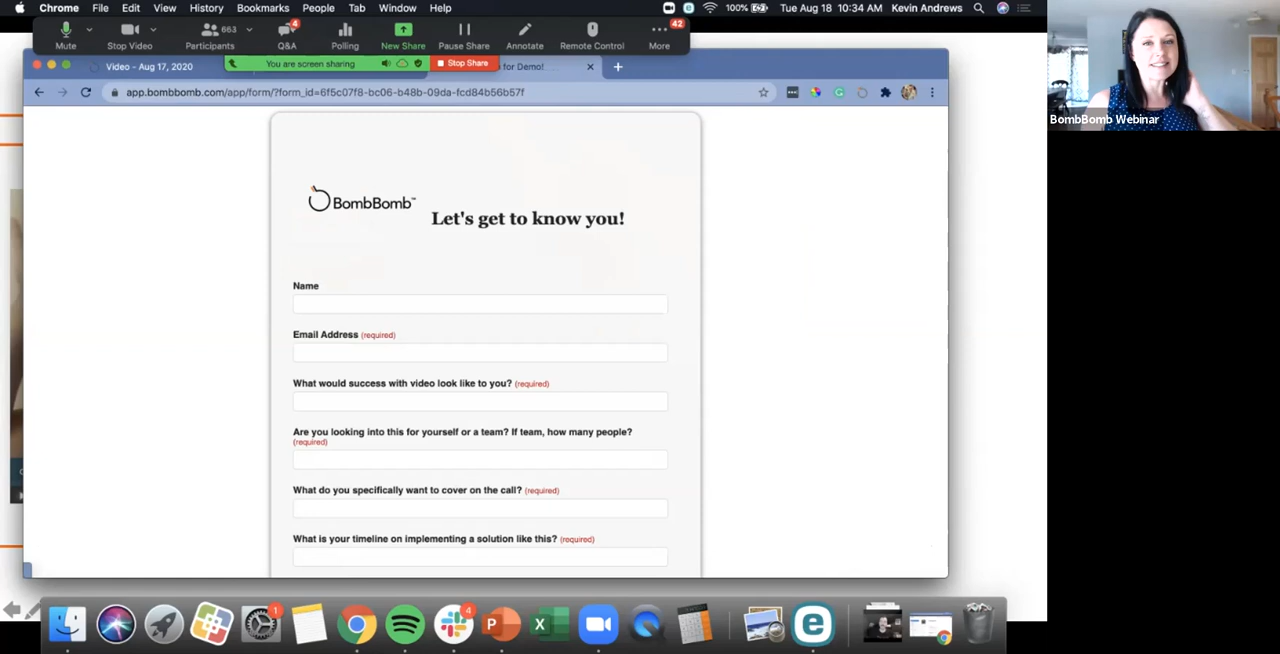 Chrome File Edit View History Bookmarks People Tab Window Help
100% Tue Aug 18 10:34 AM Kevin Andrews
663 4 42
Mute Stop Video Participants Q&A Polling New Share Pause Share Annotate Remote Control More
Video - Aug 17, 2020
You are screen sharing Stop Share for Demo!
app.bombbomb.com/app/form/?form_id=6f5c07f8-bc06-b48b-09da-fcd84b56b57f
BombBomb Webinar
BombBomb™
Let's get to know you!
Name
Email Address (required)
What would success with video look like to you? (required)
Are you looking into this for yourself or a team? If team, how many people?
(required)
What do you specifically want to cover on the call? (required)
What is your timeline on implementing a solution like this? (required)
1 4
P X e